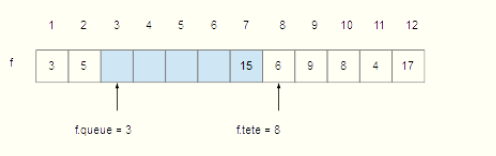 1 2 3 4 5 6 7 8 9 10 11 12
f 3 5 15 6 9 8 4 17
f.queue = 3 f.tete = 8